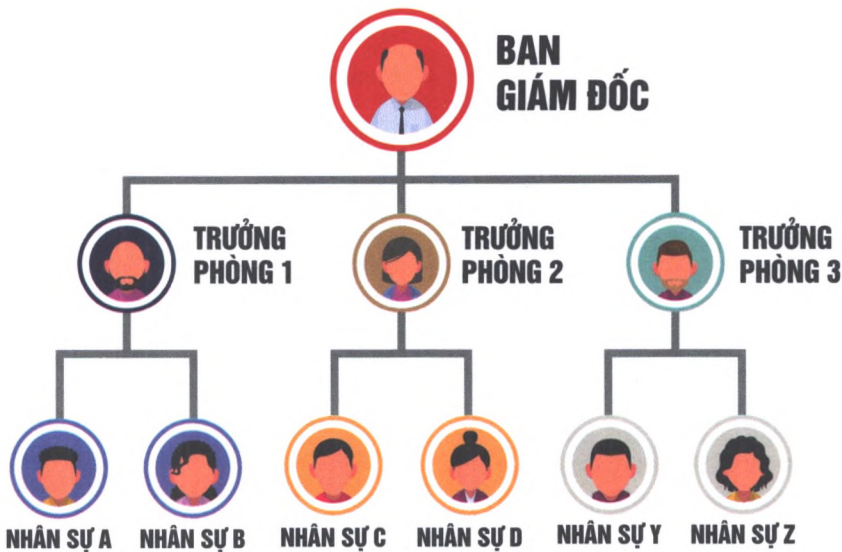 BAN
GIÁM ĐỐC
TRƯỞNG
PHÒNG 1
TRƯỞNG
PHÒNG 2
TRƯỞNG
PHÒNG 3
NHÂN SỰ A
NHÂN SỰ B
NHÂN SỰ C
NHÂN SỰ D
NHÂN SỰ Y
NHÂN SỰ Z